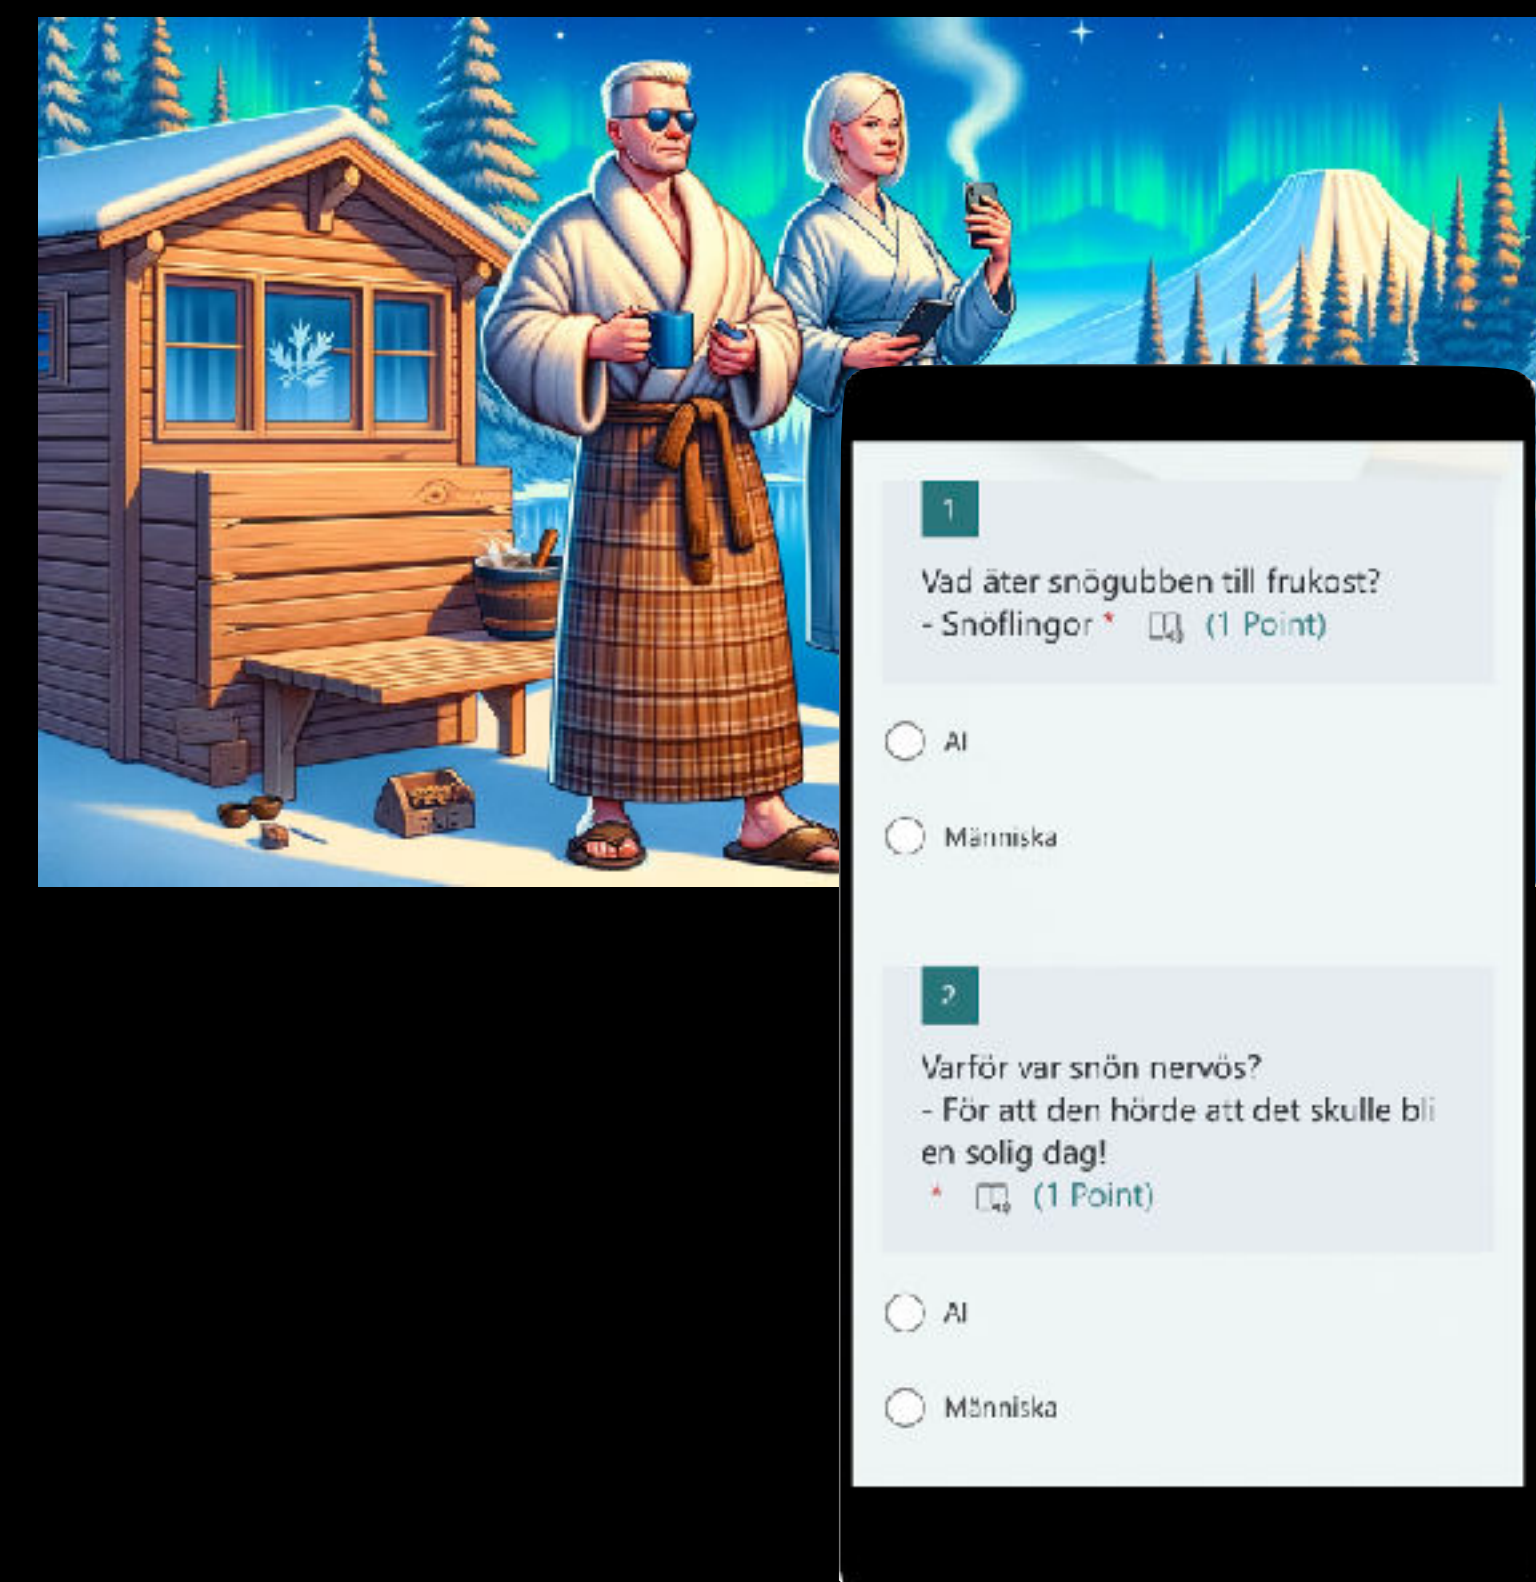 1
Vad äter snögubben till frukost?
- Snöflingor * (1 Point)
AI
Människa
2
Varför var snön nervös?
- För att den hörde att det skulle bli
en solig dag!
* (1 Point)
AI
Människa